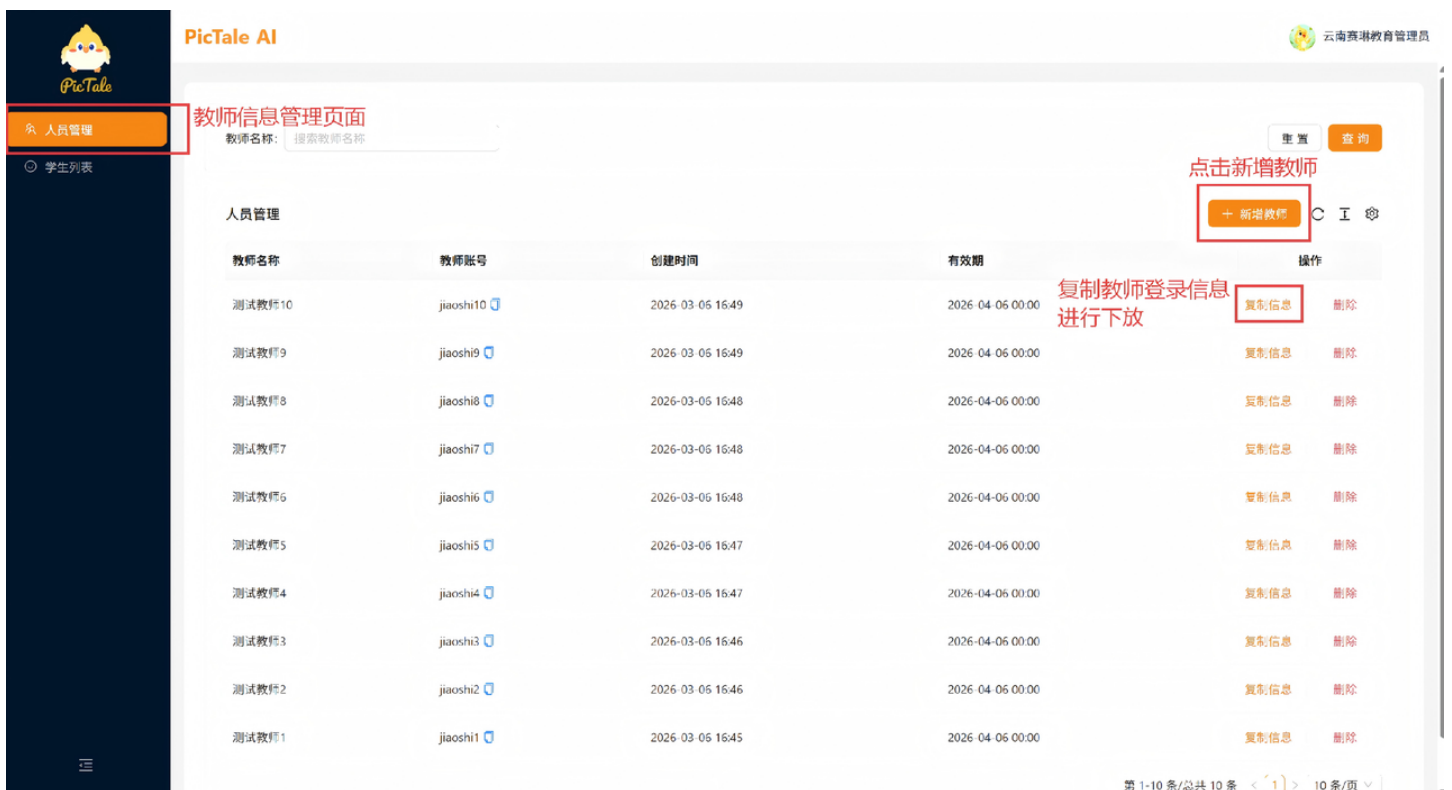 PicTale AI
云南赛琳教育管理员
PicTale
人员管理
学生列表
教师信息管理页面
教师名称: 搜索教师名称
重置 查询
点击新增教师
人员管理
+ 新增教师
教师名称 教师账号 创建时间 有效期 操作
复制教师登录信息
进行下放
测试教师10 jiaoshi10 2026-03-06 16:49 2026-04-06 00:00 复制信息 删除
测试教师9 jiaoshi9 2026-03-06 16:49 2026-04-06 00:00 复制信息 删除
测试教师8 jiaoshi8 2026-03-06 16:48 2026-04-06 00:00 复制信息 删除
测试教师7 jiaoshi7 2026-03-06 16:48 2026-04-06 00:00 复制信息 删除
测试教师6 jiaoshi6 2026-03-06 16:48 2026-04-06 00:00 复制信息 删除
测试教师5 jiaoshi5 2026-03-06 16:47 2026-04-06 00:00 复制信息 删除
测试教师4 jiaoshi4 2026-03-06 16:47 2026-04-06 00:00 复制信息 删除
测试教师3 jiaoshi3 2026-03-06 16:46 2026-04-06 00:00 复制信息 删除
测试教师2 jiaoshi2 2026-03-06 16:46 2026-04-06 00:00 复制信息 删除
测试教师1 jiaoshi1 2026-03-06 16:45 2026-04-06 00:00 复制信息 删除
第 1-10 条/总共 10 条 < 1 > 10 条/页